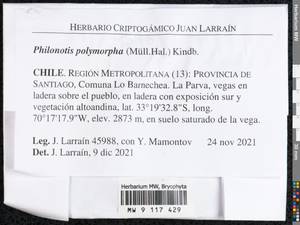 HERBARIO CRIPTOGÁMICO JUAN LARRAÍN
Philonotis polymorpha (Müll.Hal.) Kindb.
CHILE. REGIÓN METROPOLITANA (13): PROVINCIA DE
SANTIAGO, Comuna Lo Barnechea. La Parva, vegas en
ladera sobre el pueblo, en ladera con exposición sur y
vegetación altoandina, lat. 33°19'32.8"S, long.
70°17'17.9"W, elev. 2873 m, en suelo saturado de la vega.
Leg. J. Larraín 45988, con Y. Mamontov 24 nov 2021
Det. J. Larraín, 9 dic 2021
Herbarium MW, Bryophyta
MW 9 117 429
Herbarium MW